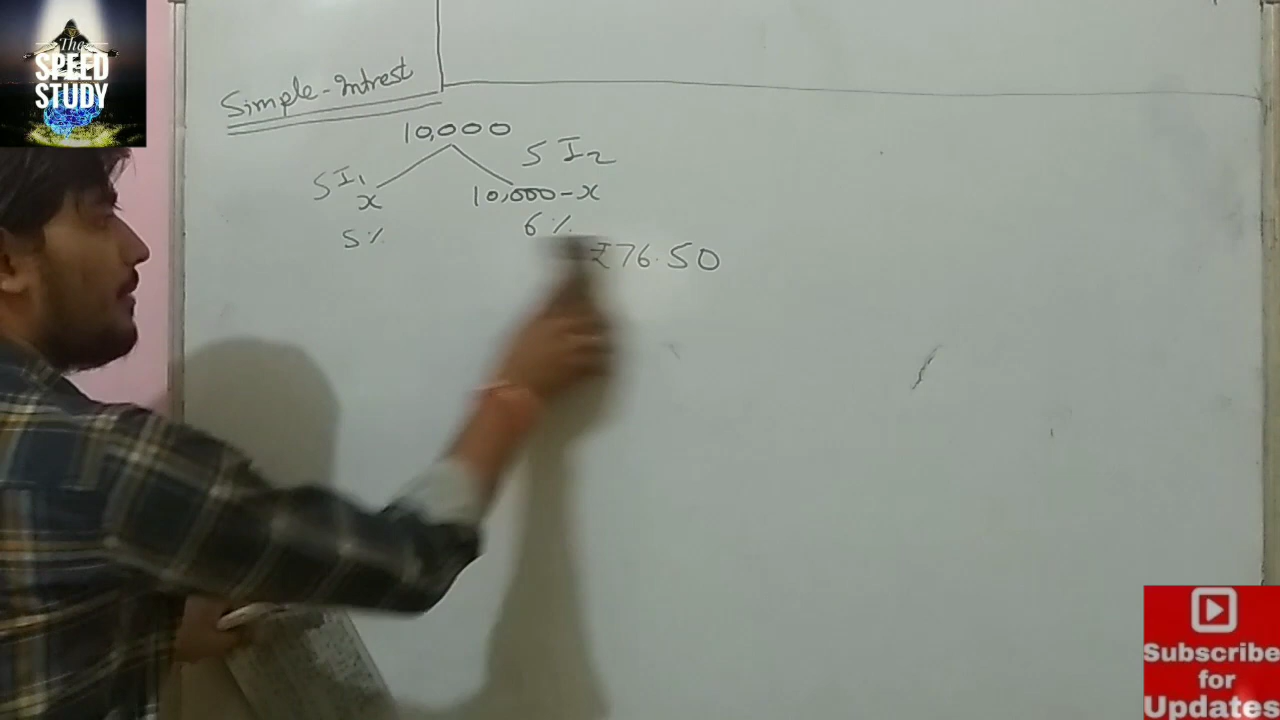 The
SPEED
STUDY
Simple-Intrest
10,000
SI₁
SI₂
x
10,000-x
5%
6%
₹76.50
Subscribe
for
Updates